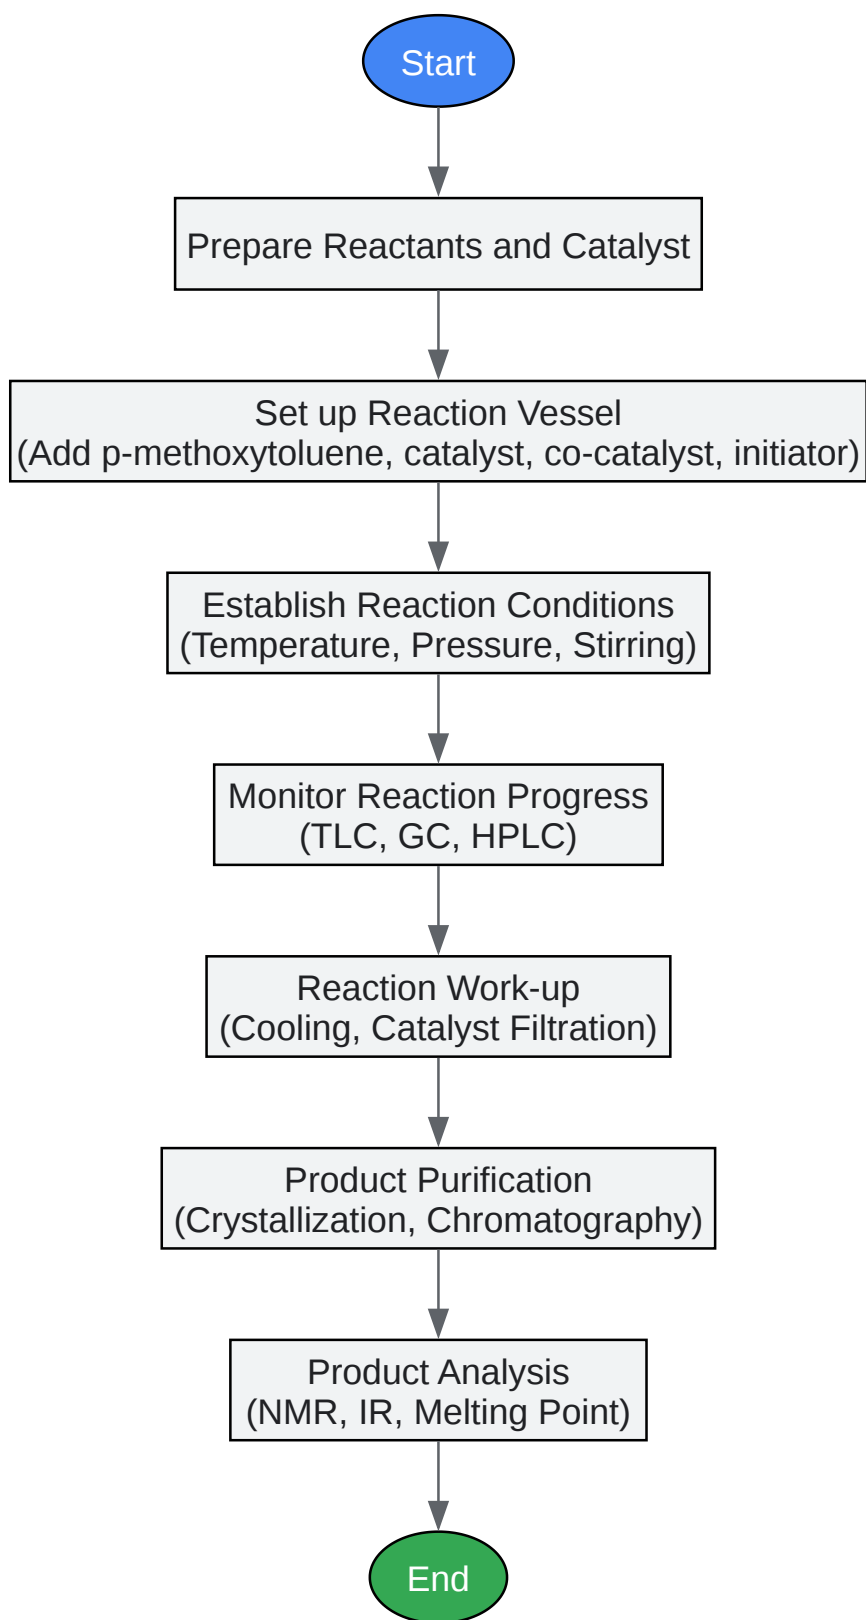 Start
Prepare Reactants and Catalyst
Set up Reaction Vessel
(Add p-methoxytoluene, catalyst, co-catalyst, initiator)
Establish Reaction Conditions
(Temperature, Pressure, Stirring)
Monitor Reaction Progress
(TLC, GC, HPLC)
Reaction Work-up
(Cooling, Catalyst Filtration)
Product Purification
(Crystallization, Chromatography)
Product Analysis
(NMR, IR, Melting Point)
End